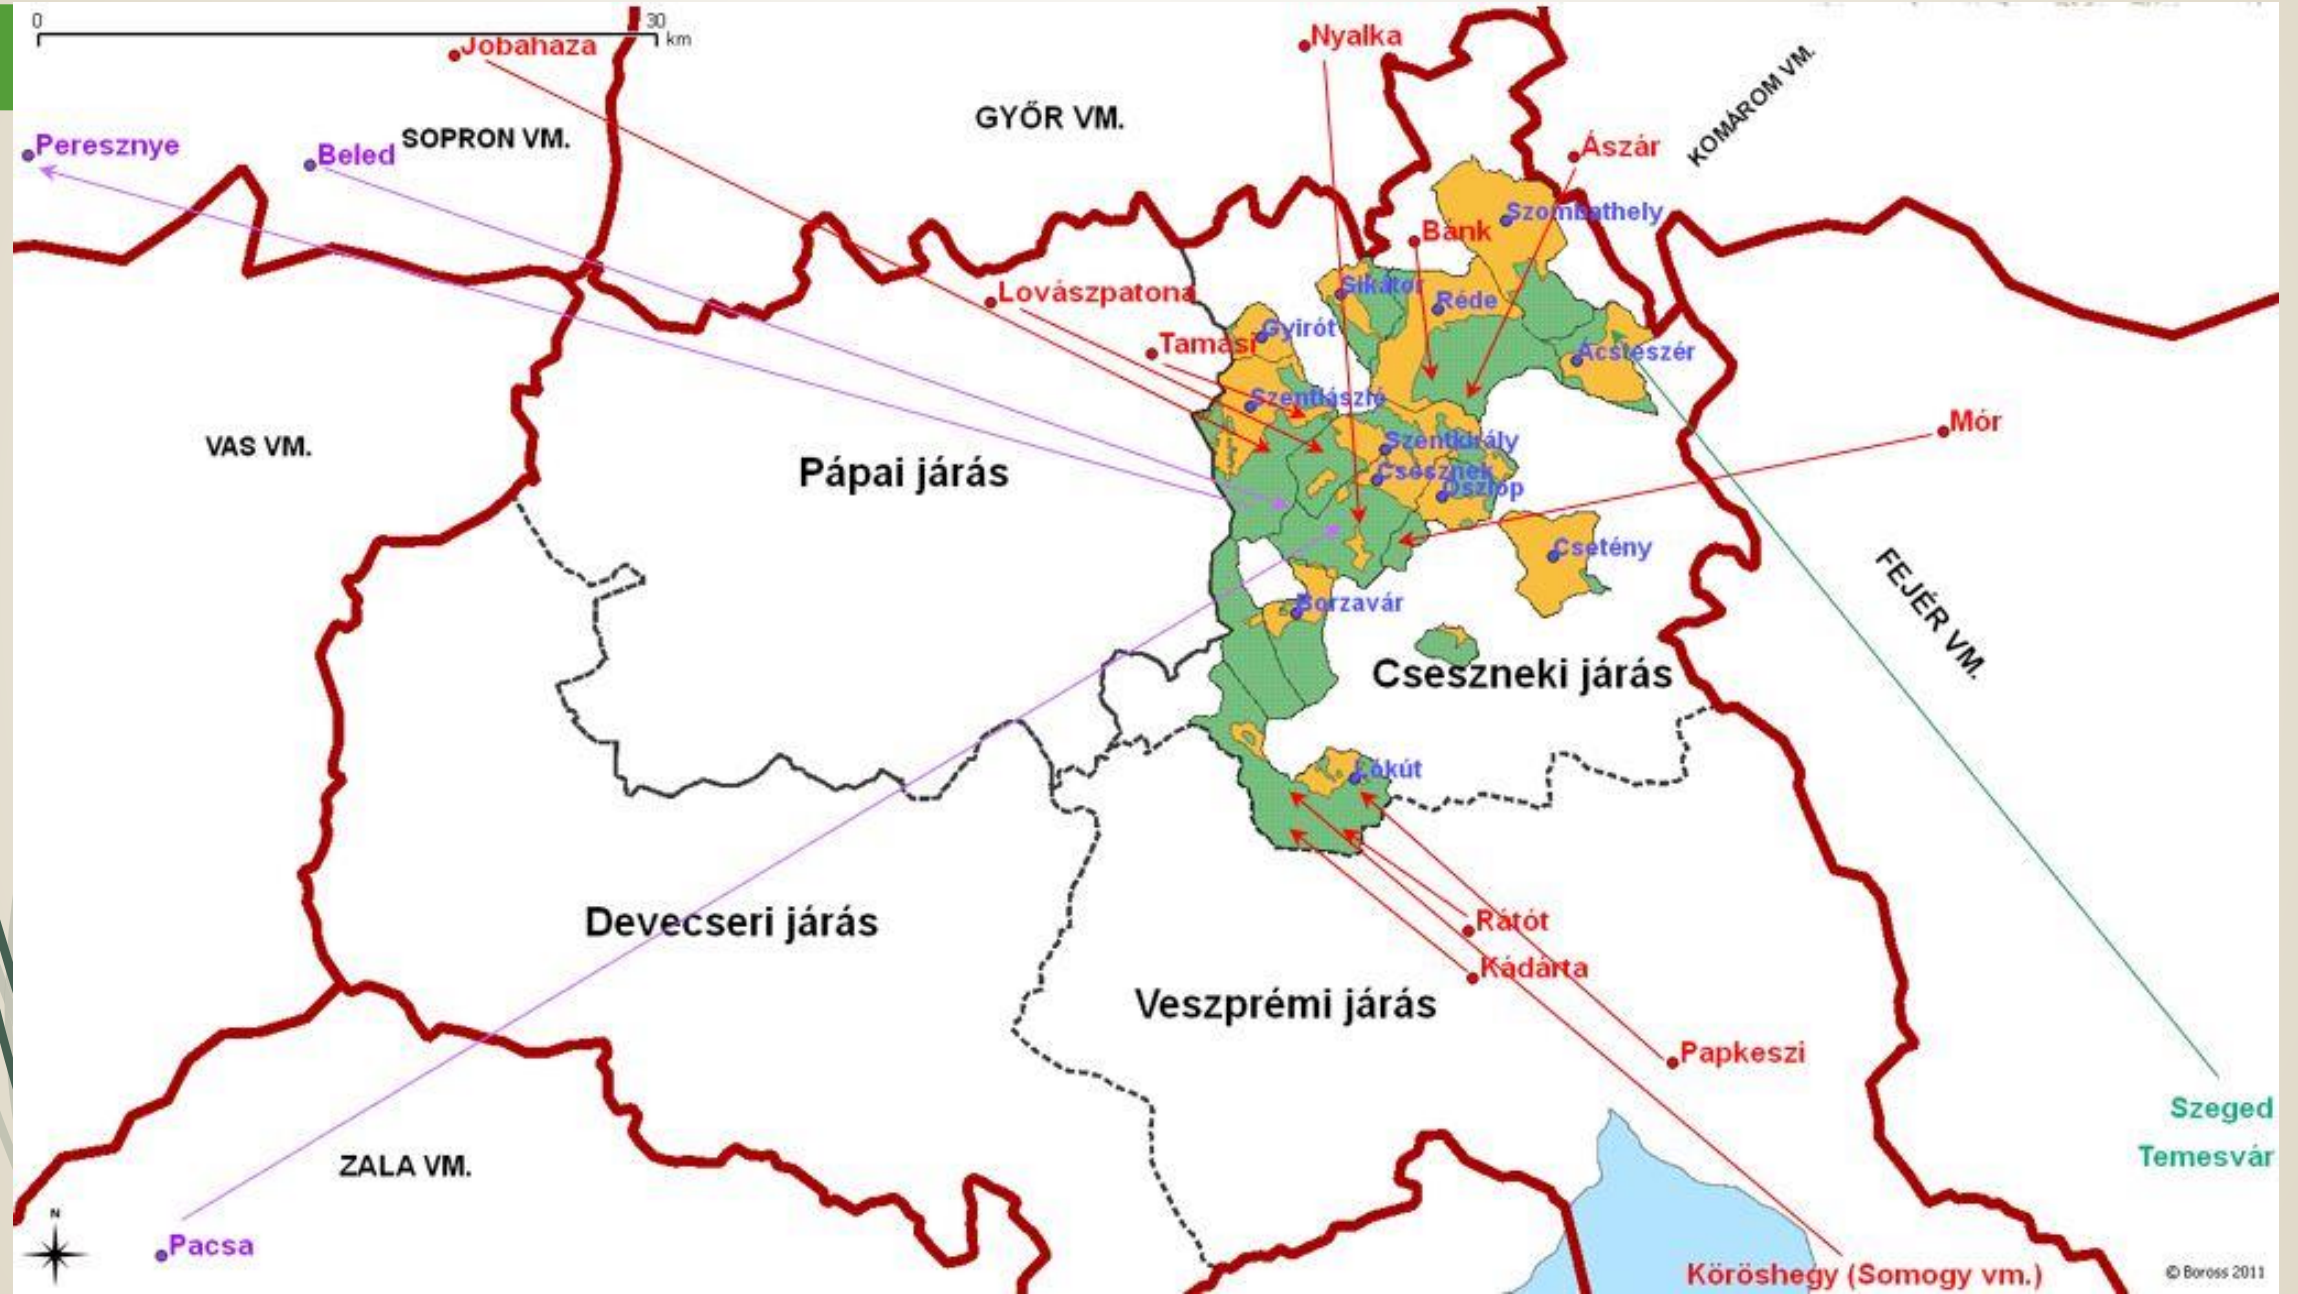 0 30 km
Jobaháza
Nyalka
GYŐR VM.
KOMÁROM VM.
SOPRON VM.
Peresznye
Beled
Ászár
Szombathely
Bánk
Lovászpatona
Sikátor
Réde
Gyirót
Tamási
Ácsteszér
Szentlászló
Mór
VAS VM.
Pápai járás
Szentkirály
Csesznek
Oszlop
Csetény
FEJÉR VM.
Borzavár
Cseszneki járás
Lókút
Devecseri járás
Rátót
Kádárta
Veszprémi járás
Papkeszi
Szeged
Temesvár
ZALA VM.
N
Pacsa
Köröshegy (Somogy vm.)
© Boross 2011